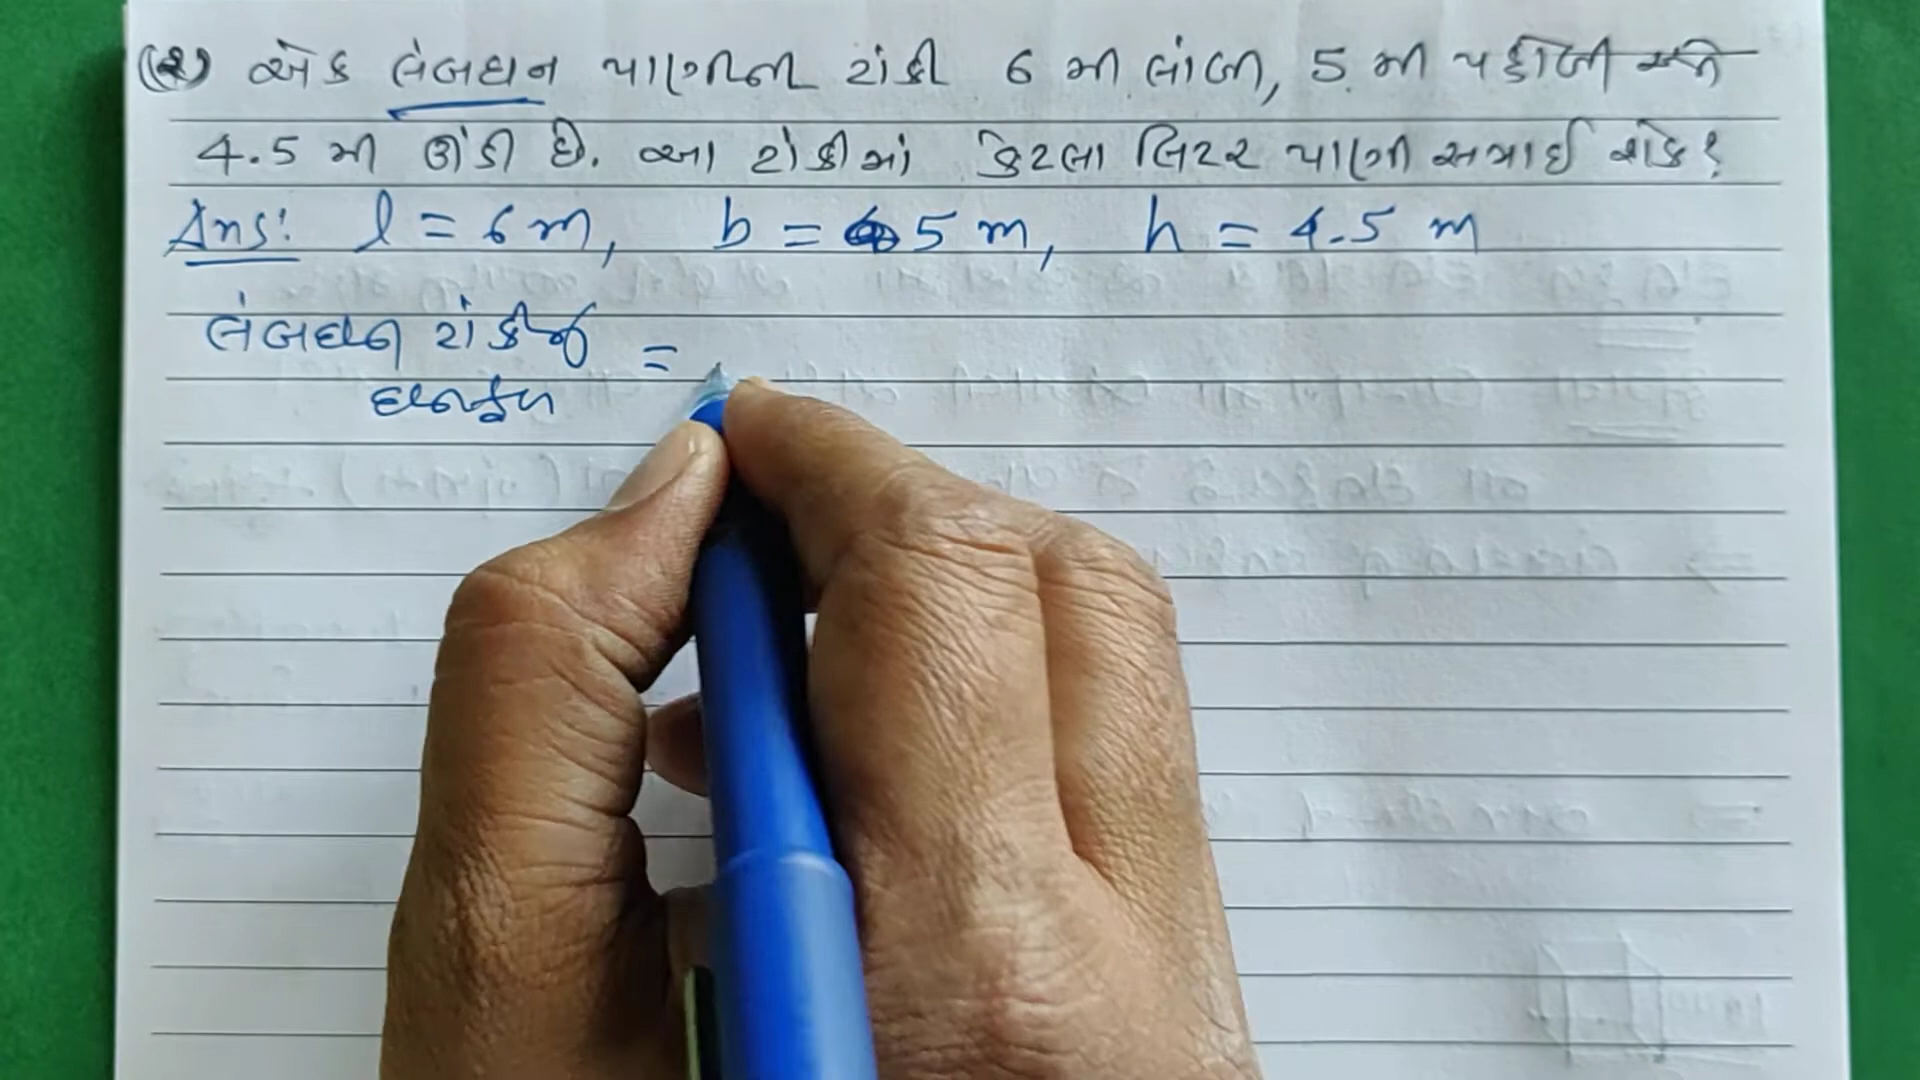 (૨) એક લંબઘન પાણીની ટાંકી 6 મી લાંબી, 5 મી પહોળી અને
4.5 મી ઊંડી છે. આ ટાંકીમાં કેટલા લિટર પાણી સમાઈ શકે?
Ans: l = 6 m, b = 5 m, h = 4.5 m
લંબઘન ટાંકીનું =
ઘનફળ